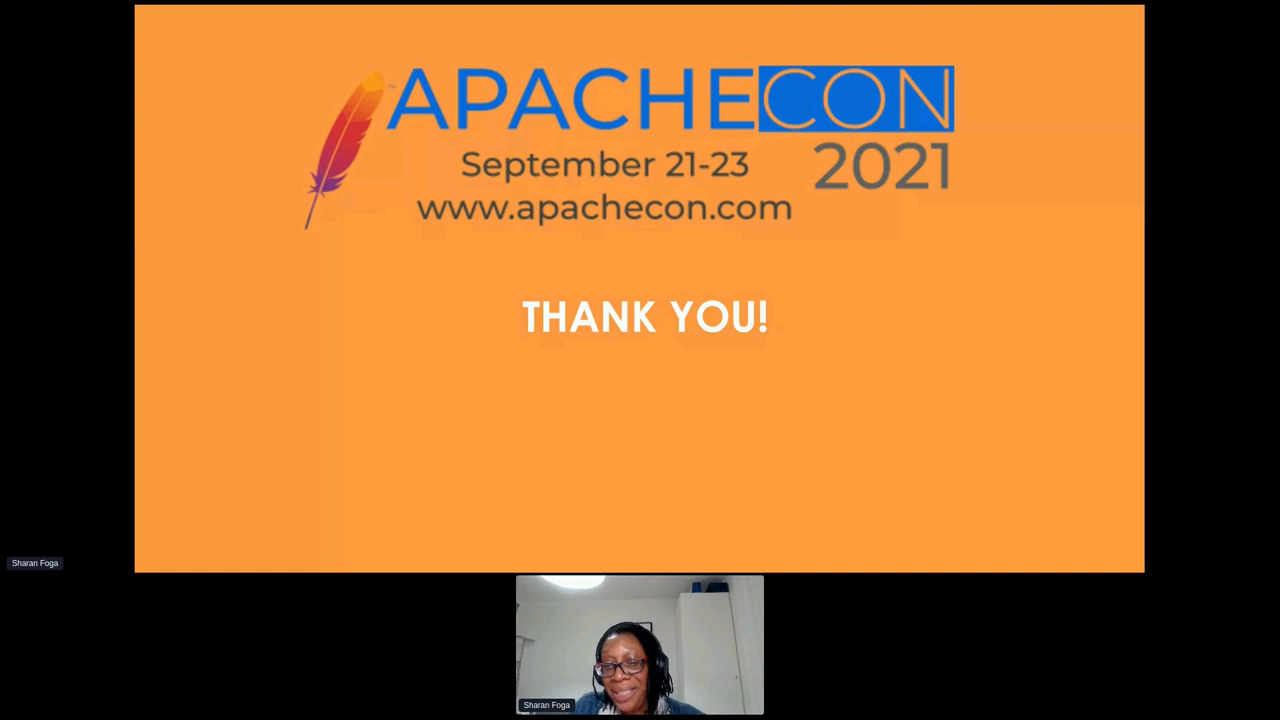 APACHECON
September 21-23
2021
www.apachecon.com
THANK YOU!
Sharan Foga
Sharan Foga